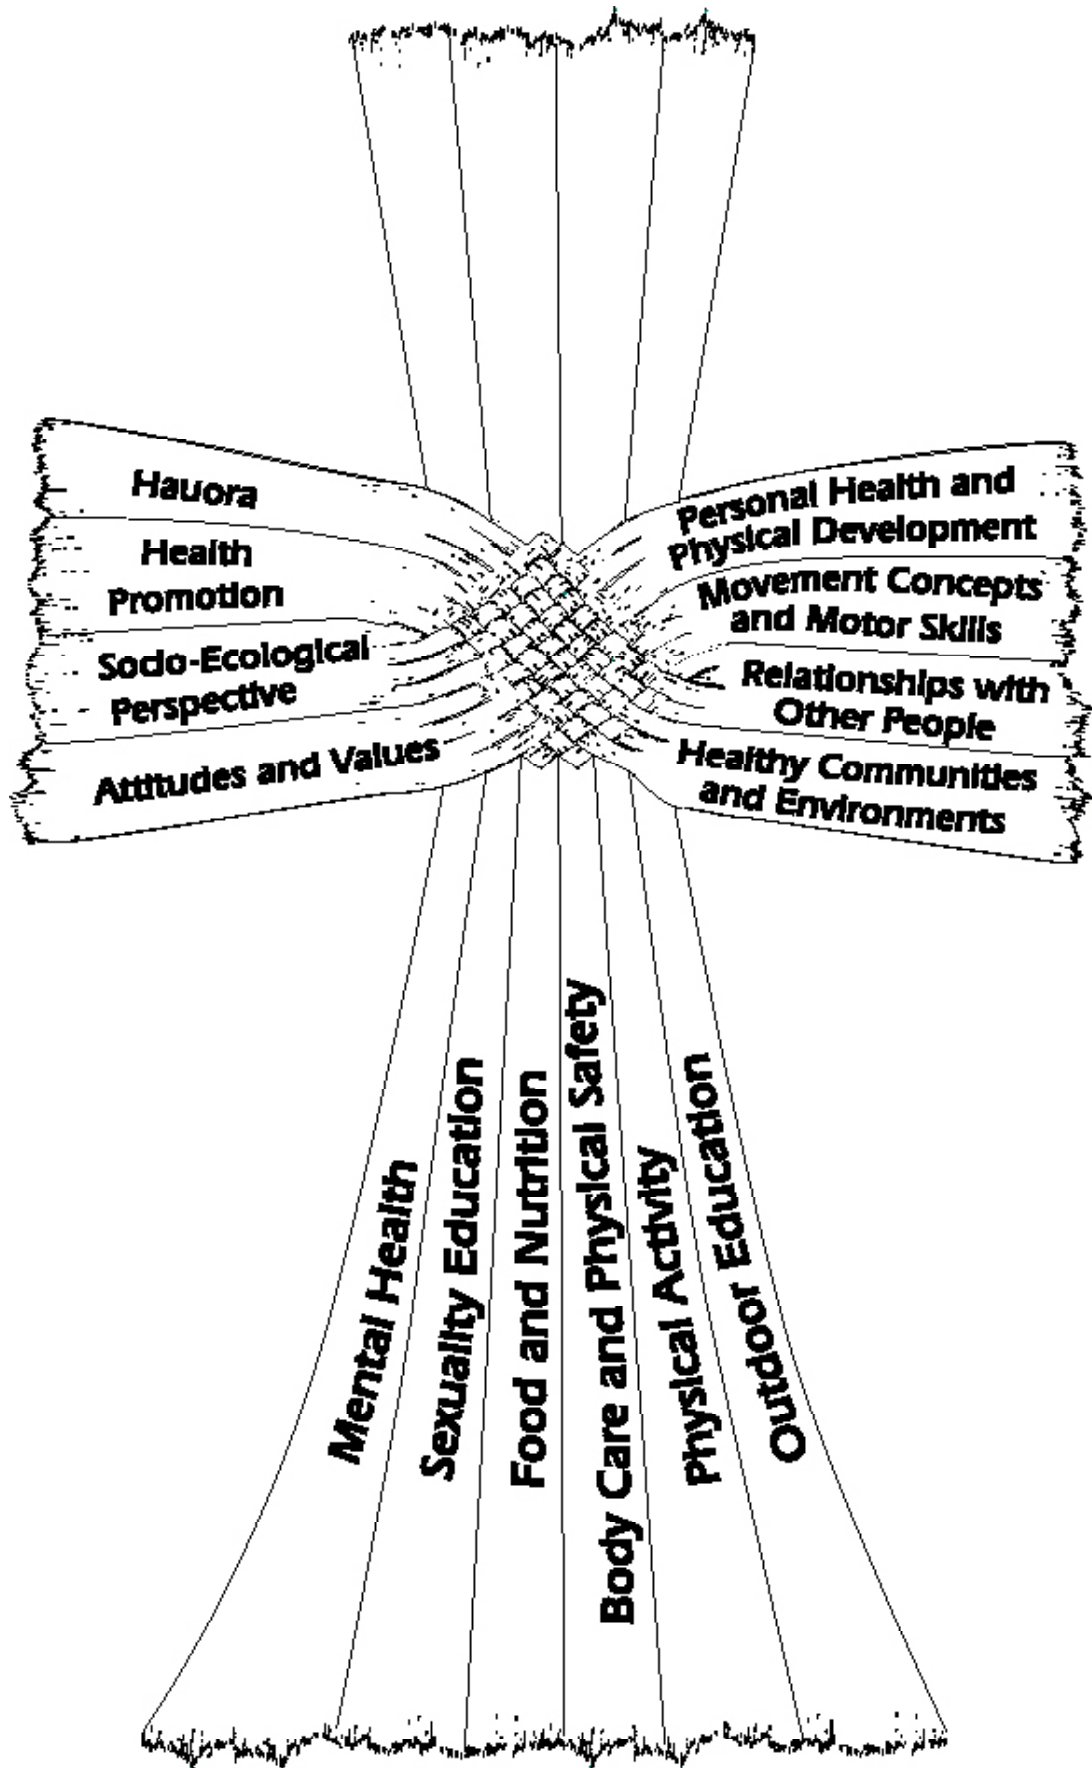 Hauora
Health
Promotion
Socio-Ecological
Perspective
Attitudes and Values
Personal Health and
Physical Development
Movement Concepts
and Motor Skills
Relationships with
Other People
Healthy Communities
and Environments
Mental Health
Sexuality Education
Food and Nutrition
Body Care and Physical Safety
Physical Activity
Outdoor Education